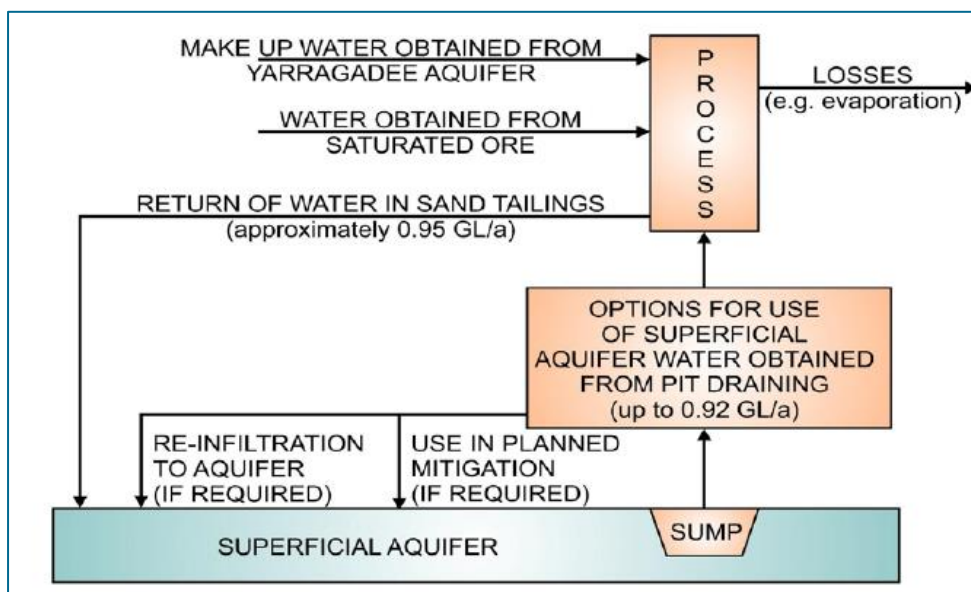 MAKE UP WATER OBTAINED FROM
YARRAGADEE AQUIFER
WATER OBTAINED FROM
SATURATED ORE
PROCESS
LOSSES
(e.g. evaporation)
RETURN OF WATER IN SAND TAILINGS
(approximately 0.95 GL/a)
OPTIONS FOR USE
OF SUPERFICIAL
AQUIFER WATER OBTAINED
FROM PIT DRAINING
(up to 0.92 GL/a)
RE-INFILTRATION
TO AQUIFER
(IF REQUIRED)
USE IN PLANNED
MITIGATION
(IF REQUIRED)
SUPERFICIAL AQUIFER
SUMP